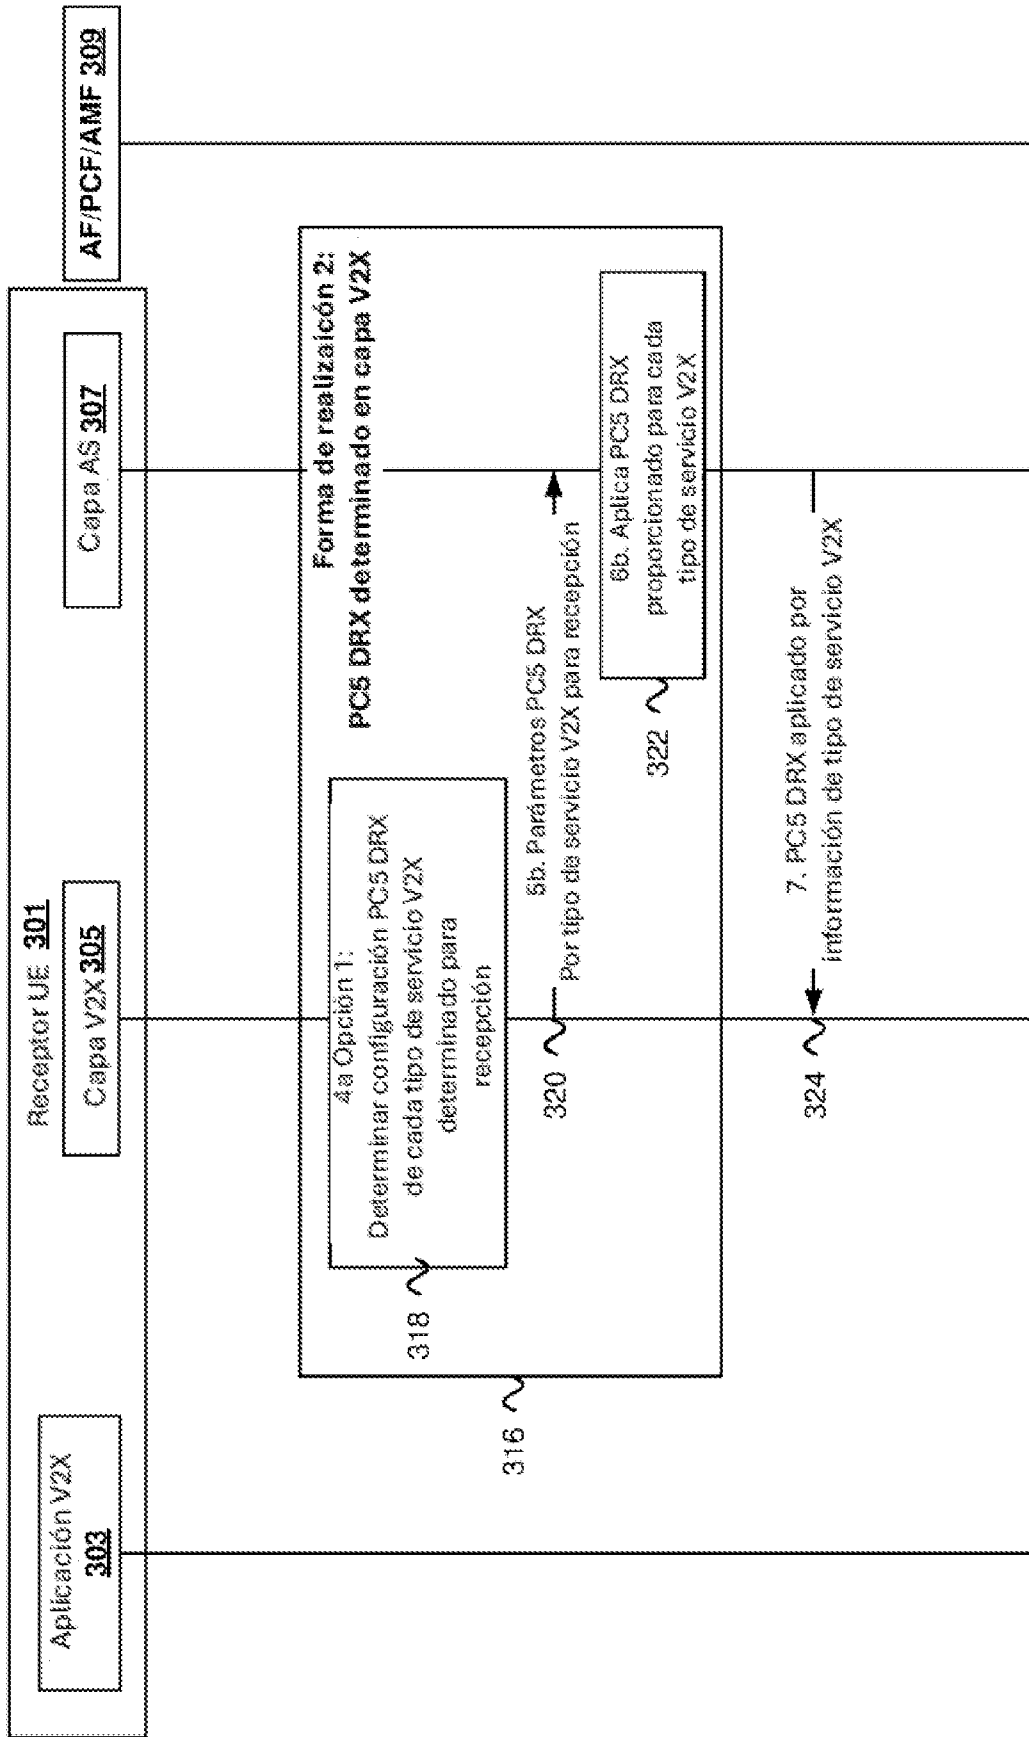 Receptor UE 301
Aplicación V2X
303
Capa V2X 305
Capa AS 307
AF/PCF/AMF 309
Forma de realizaicón 2:
PC5 DRX determinado en capa V2X
316
4a Opción 1:
Determinar configuración PC5 DRX
de cada tipo de servicio V2X
determinado para
recepción
318
5b. Parámetros PC5 DRX
Por tipo de servicio V2X para recepción
320
6b. Aplica PC5 DRX
proporcionado para cada
tipo de servicio V2X
322
7. PC5 DRX aplicado por
información de tipo de servicio V2X
324